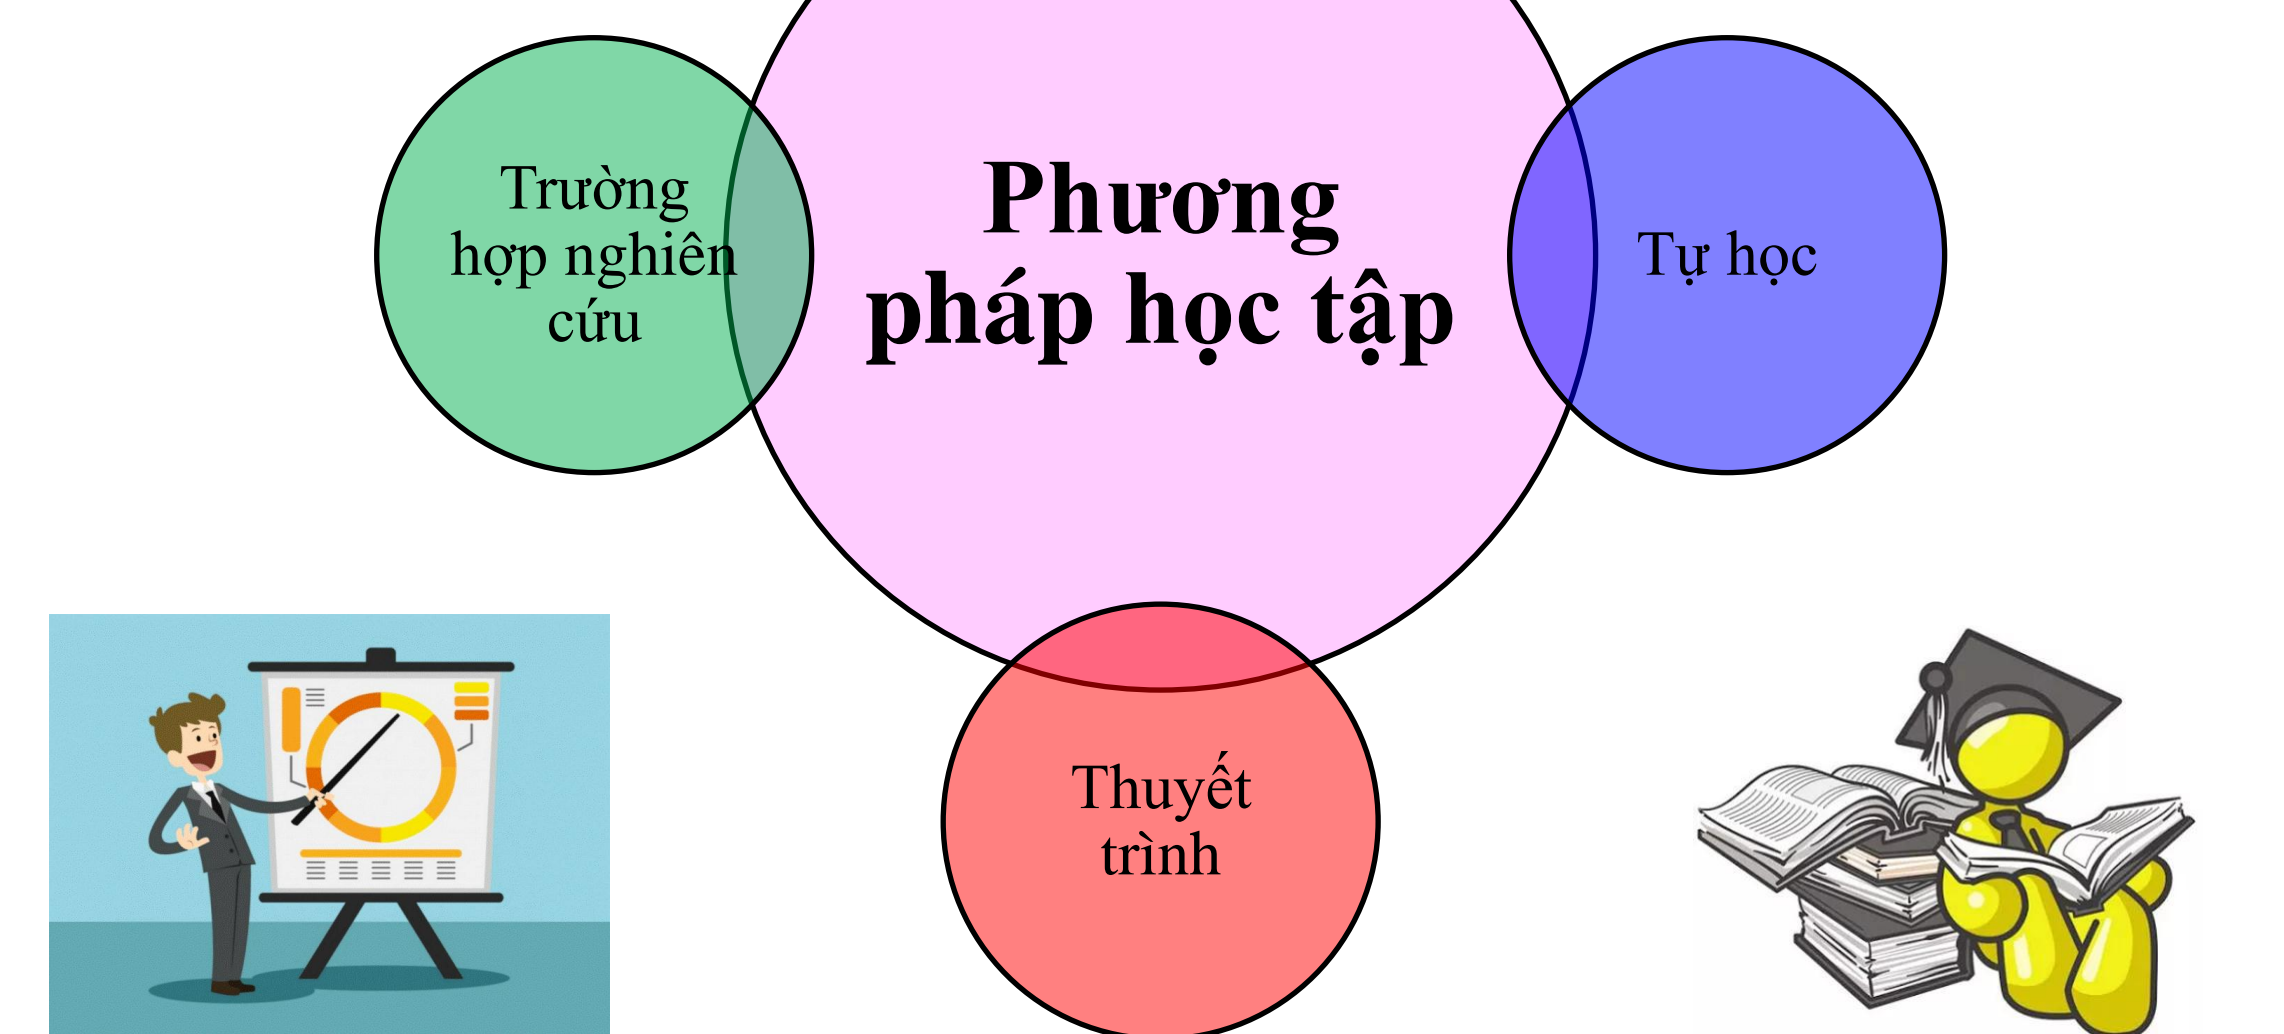 Trường
hợp nghiên
cứu
Phương
pháp học tập
Tự học
Thuyết
trình